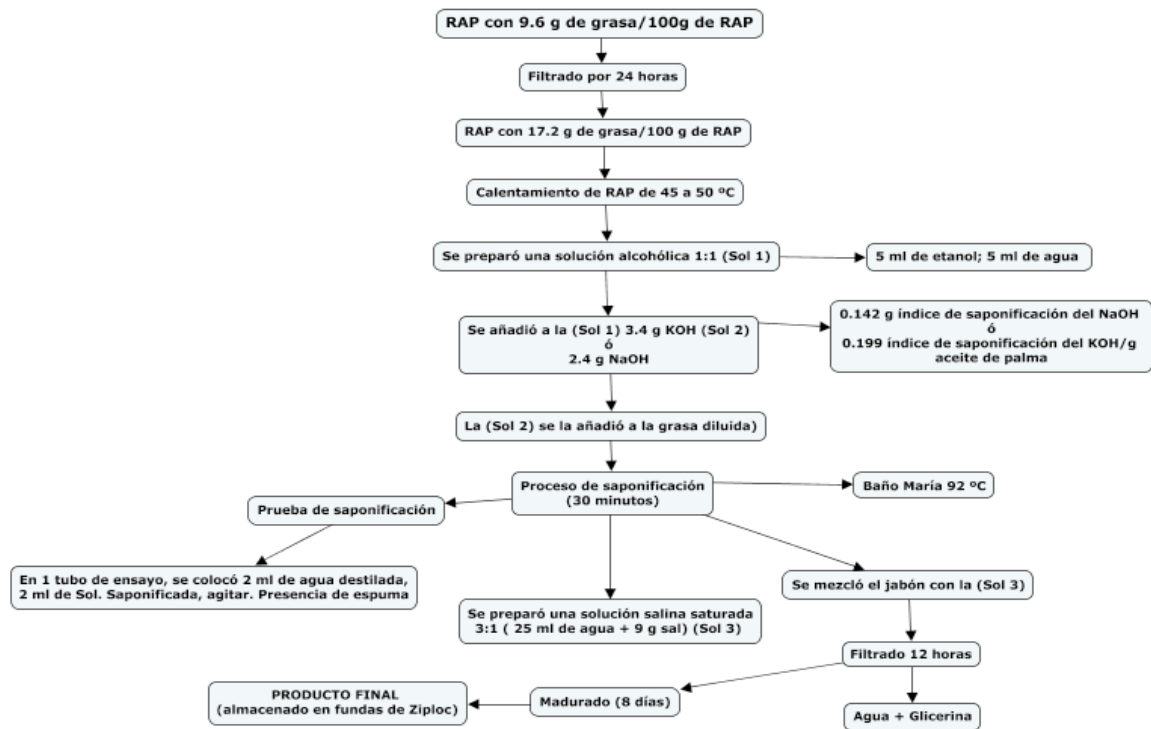 RAP con 9.6 g de grasa/100g de RAP
Filtrado por 24 horas
RAP con 17.2 g de grasa/100 g de RAP
Calentamiento de RAP de 45 a 50 ºC
Se preparó una solución alcohólica 1:1 (Sol 1)
5 ml de etanol; 5 ml de agua
Se añadió a la (Sol 1) 3.4 g KOH (Sol 2)
ó
2.4 g NaOH
0.142 g índice de saponificación del NaOH
ó
0.199 índice de saponificación del KOH/g
aceite de palma
La (Sol 2) se la añadió a la grasa diluida)
Proceso de saponificación
(30 minutos)
Baño María 92 ºC
Prueba de saponificación
En 1 tubo de ensayo, se colocó 2 ml de agua destilada,
2 ml de Sol. Saponificada, agitar. Presencia de espuma
Se preparó una solución salina saturada
3:1 ( 25 ml de agua + 9 g sal) (Sol 3)
Se mezcló el jabón con la (Sol 3)
Filtrado 12 horas
PRODUCTO FINAL
(almacenado en fundas de Ziploc)
Madurado (8 días)
Agua + Glicerina